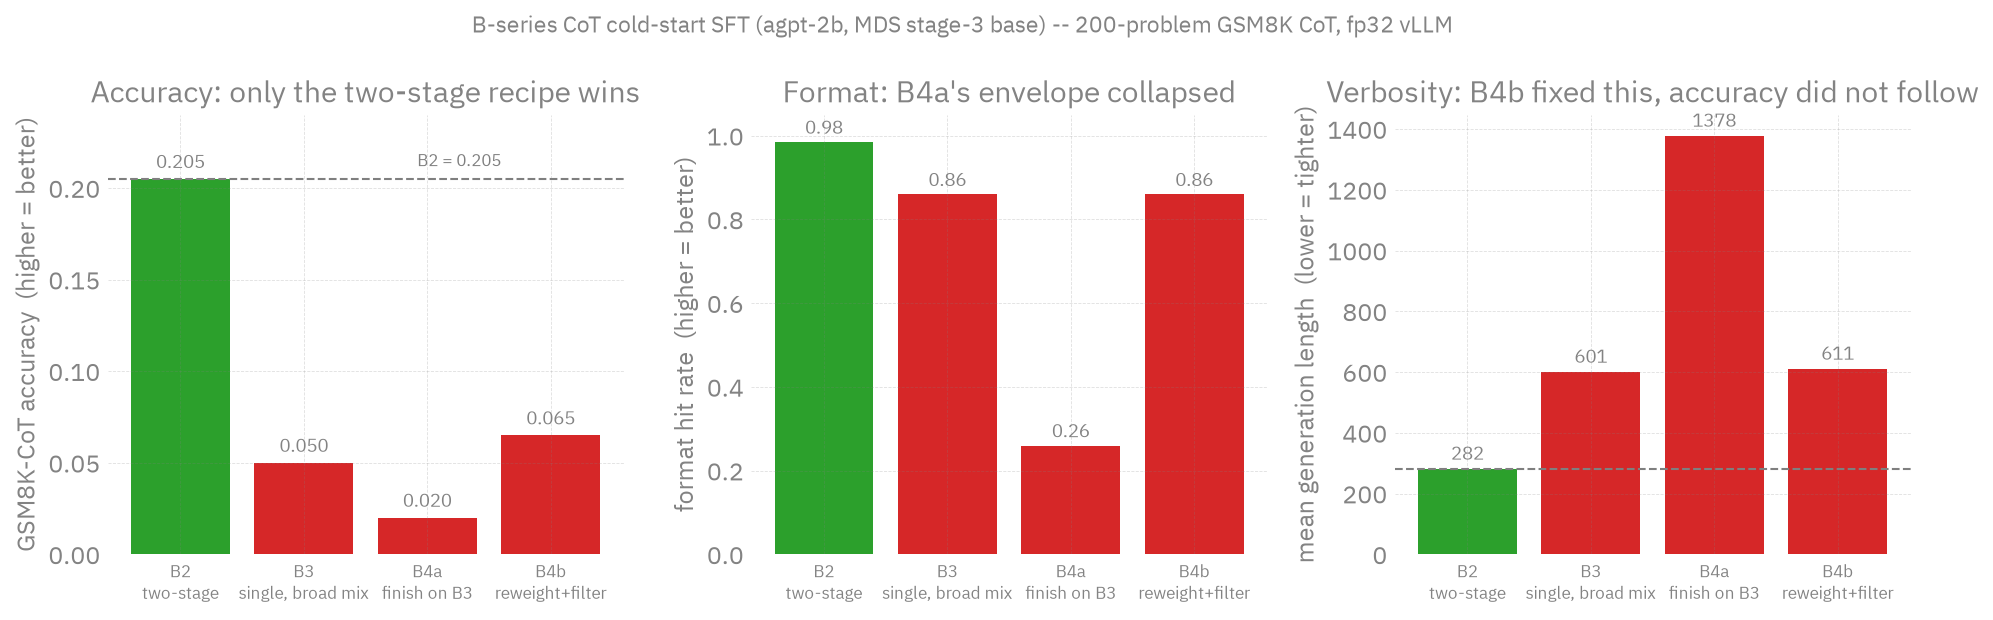 B-series CoT cold-start SFT (agpt-2b, MDS stage-3 base) -- 200-problem GSM8K CoT, fp32 vLLM
Accuracy: only the two-stage recipe wins
GSM8K-CoT accuracy (higher = better)
0.20
0.15
0.10
0.05
0.00
0.205
B2 = 0.205
0.050
0.020
0.065
B2
two-stage
B3
single, broad mix
B4a
finish on B3
B4b
reweight+filter
Format: B4a's envelope collapsed
format hit rate (higher = better)
1.0
0.8
0.6
0.4
0.2
0.0
0.98
0.86
0.26
0.86
B2
two-stage
B3
single, broad mix
B4a
finish on B3
B4b
reweight+filter
Verbosity: B4b fixed this, accuracy did not follow
mean generation length (lower = tighter)
1400
1200
1000
800
600
400
200
0
282
601
1378
611
B2
two-stage
B3
single, broad mix
B4a
finish on B3
B4b
reweight+filter